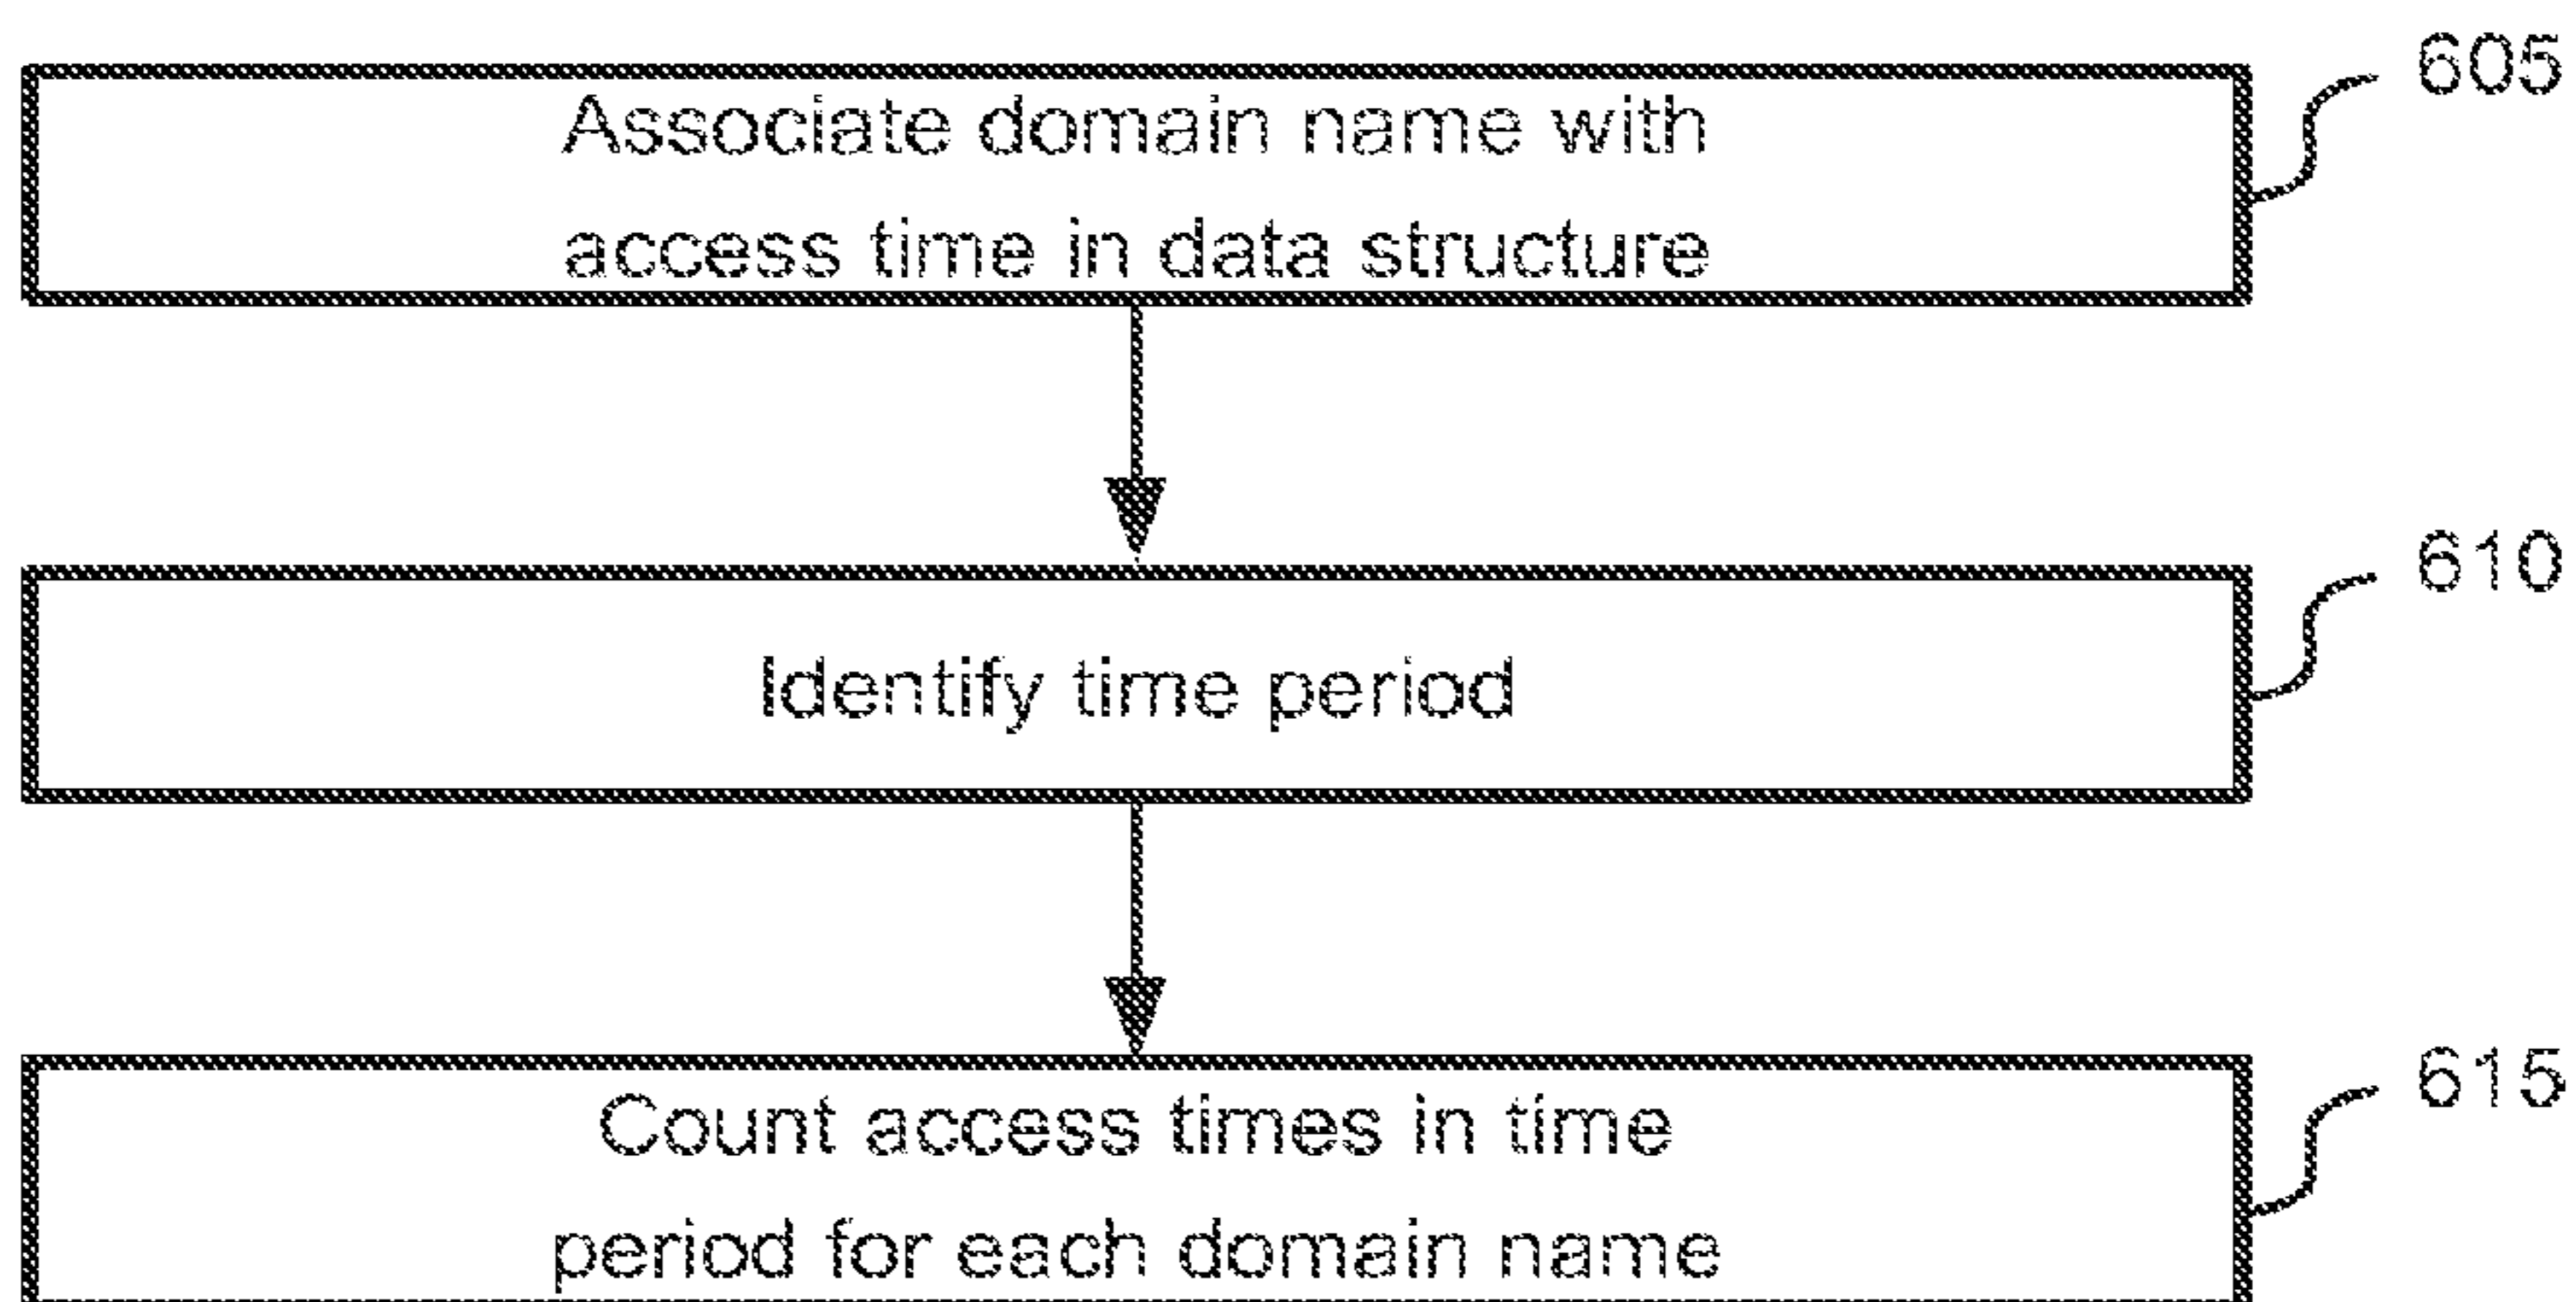 605
Associate domain name with
access time in data structure
610
Identify time period
615
Count access times in time
period for each domain name